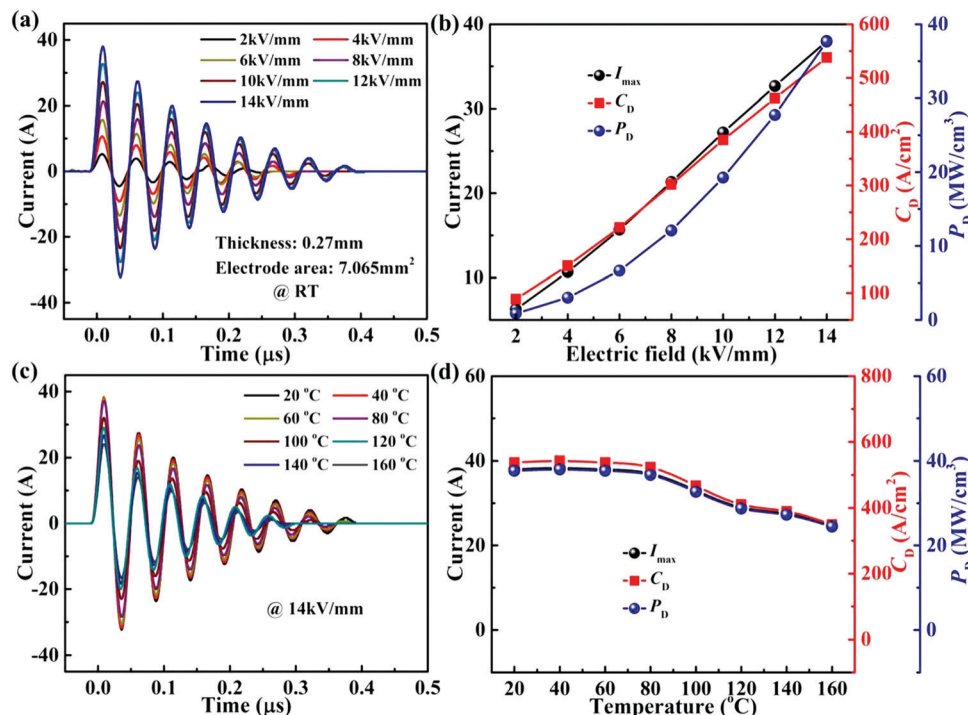 (a)
40
20
0
-20
-40
Current (A)
2kV/mm 4kV/mm
6kV/mm 8kV/mm
10kV/mm 12kV/mm
14kV/mm
Thickness: 0.27mm
Electrode area: 7.065mm²
@ RT
0.0 0.1 0.2 0.3 0.4 0.5
Time (μs)
(b)
40
30
20
10
Current (A)
Imax
CD
PD
600
500
400
300
200
100
CD (A/cm²)
40
30
20
10
0
PD (MW/cm³)
2 4 6 8 10 12 14
Electric field (kV/mm)
(c)
40
20
0
-20
-40
Current (A)
20 °C 40 °C
60 °C 80 °C
100 °C 120 °C
140 °C 160 °C
@ 14kV/mm
0.0 0.1 0.2 0.3 0.4 0.5
Time (μs)
(d)
60
45
30
15
0
Current (A)
Imax
CD
PD
800
600
400
200
0
CD (A/cm²)
60
40
20
0
PD (MW/cm³)
20 40 60 80 100 120 140 160
Temperature (°C)